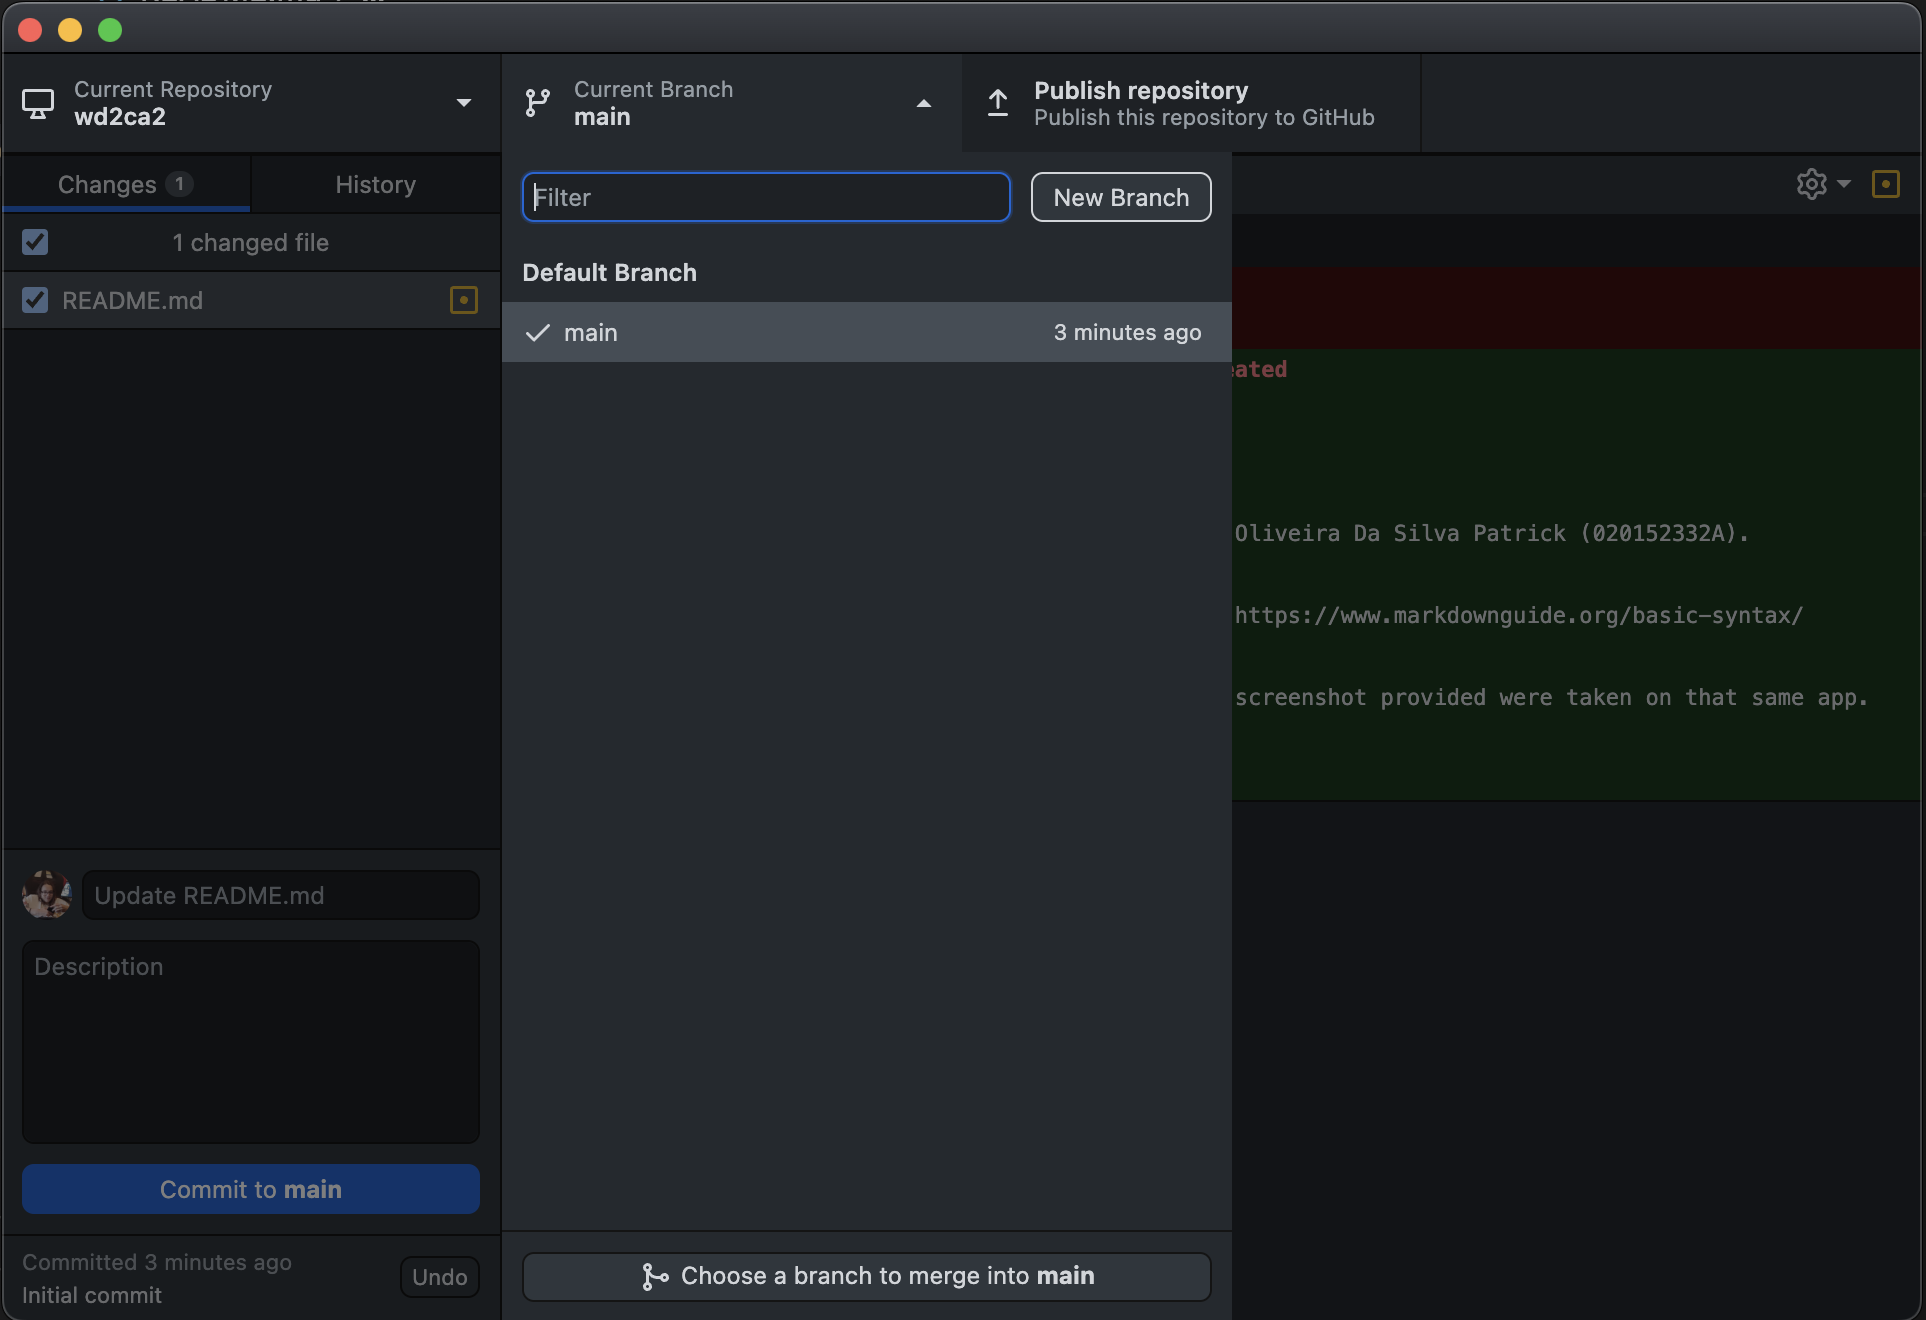 Current Repository
wd2ca2
Current Branch
main
Publish repository
Publish this repository to GitHub
Changes 1
History
Filter
New Branch
1 changed file
Default Branch
README.md
main
3 minutes ago
eated
Oliveira Da Silva Patrick (020152332A).
https://www.markdownguide.org/basic-syntax/
screenshot provided were taken on that same app.
Update README.md
Description
Commit to main
Committed 3 minutes ago
Initial commit
Undo
Choose a branch to merge into main